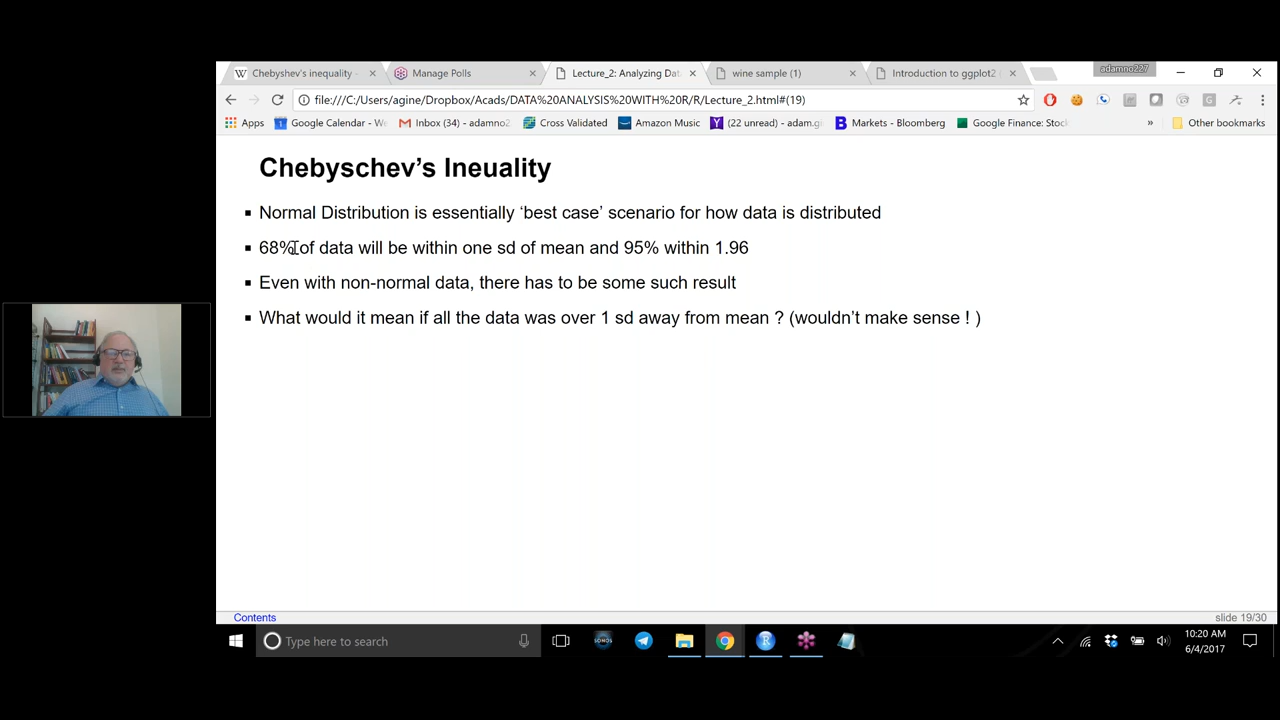 Chebyshev's inequality -
Manage Polls
Lecture_2: Analyzing Dat
wine sample (1)
Introduction to ggplot2 (
adamno227
file:///C:/Users/agine/Dropbox/Acads/DATA%20ANALYSIS%20WITH%20R/R/Lecture_2.html#(19)
Apps
Google Calendar - We
Inbox (34) - adamno2
Cross Validated
Amazon Music
(22 unread) - adam.gi
Markets - Bloomberg
Google Finance: Stock
»
Other bookmarks
Chebyschev's Ineuality
Normal Distribution is essentially 'best case' scenario for how data is distributed
68% of data will be within one sd of mean and 95% within 1.96
Even with non-normal data, there has to be some such result
What would it mean if all the data was over 1 sd away from mean ? (wouldn't make sense ! )
Contents
slide 19/30
Type here to search
10:20 AM
6/4/2017